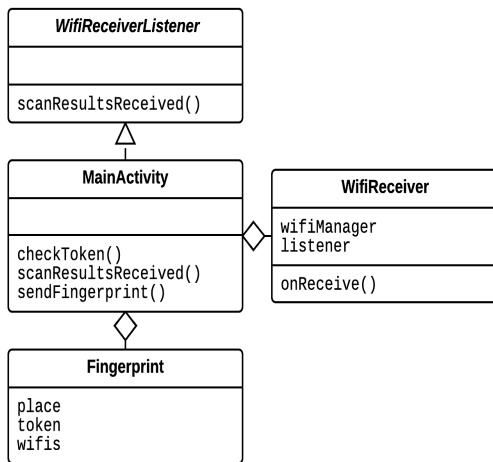 WifiReceiverListener
scanResultsReceived()
MainActivity
checkToken()
scanResultsReceived()
sendFingerprint()
WifiReceiver
wifiManager
listener
onReceive()
Fingerprint
place
token
wifis